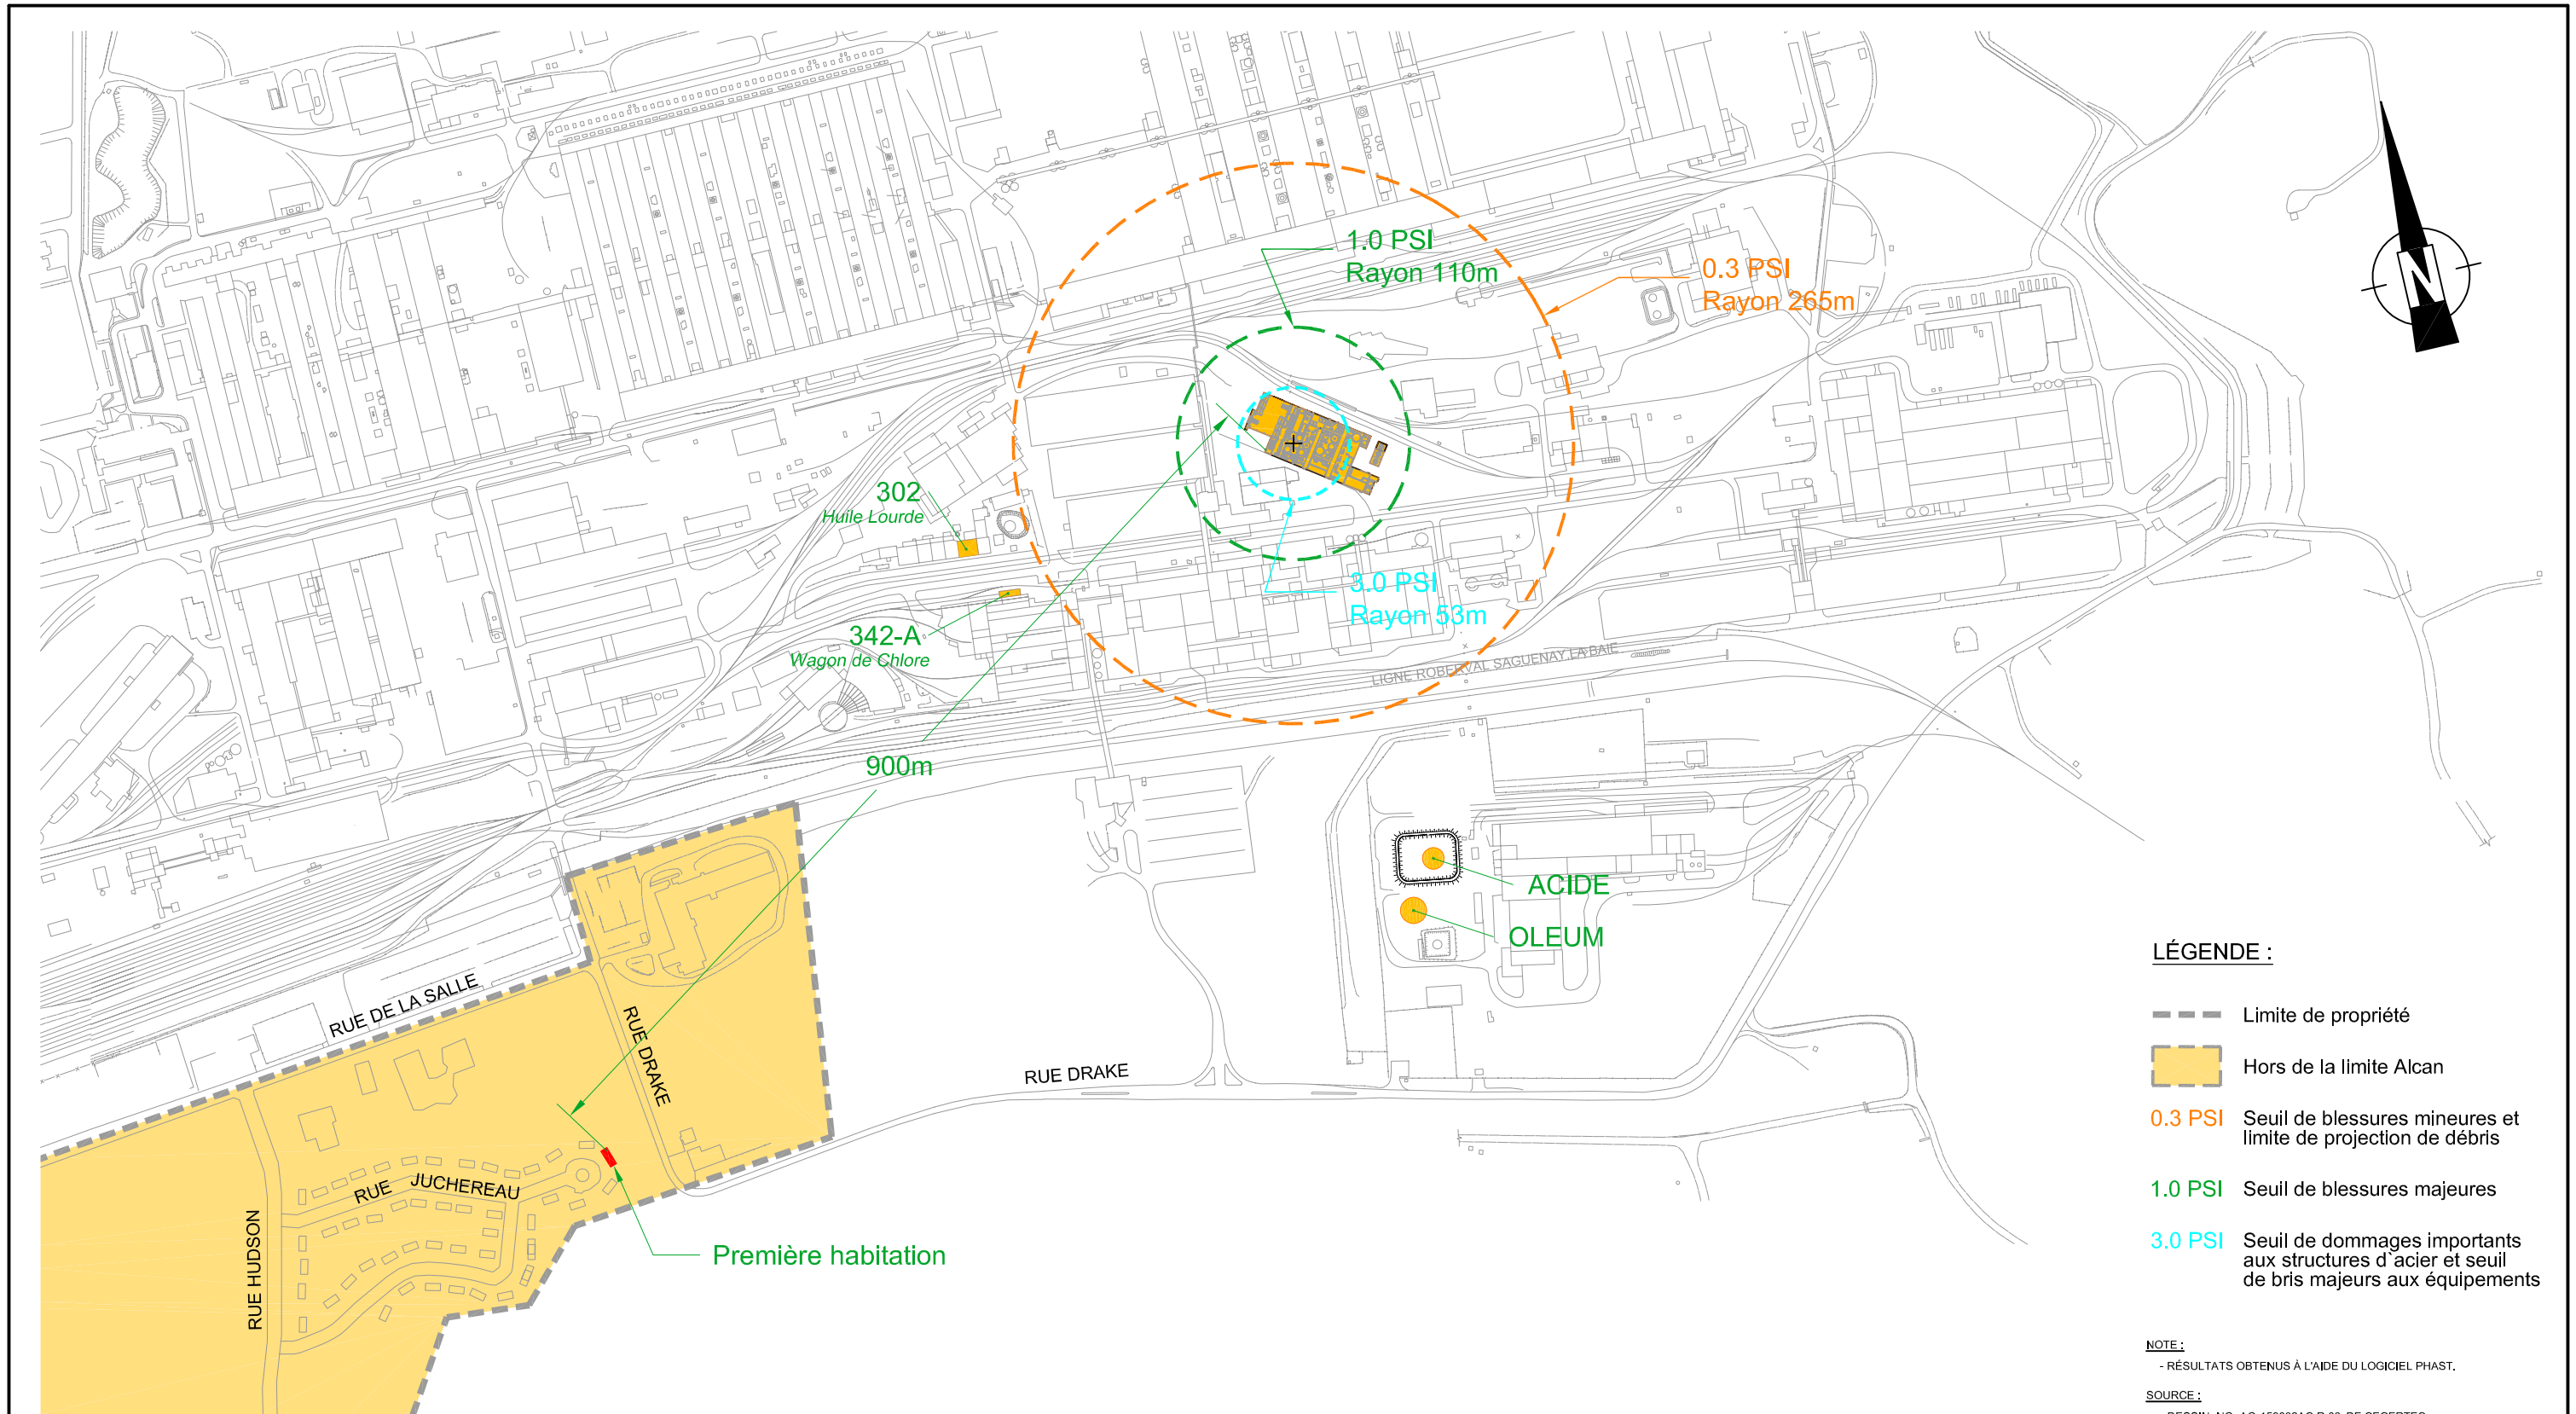 1.0 PSI
Rayon 110m
0.3 PSI
Rayon 265m
N
302
Huile Lourde
3.0 PSI
Rayon 53m
342-A
Wagon de Chlore
LIGNE ROBERVAL SAGUENAY, LA BAIE
900m
ACIDE
OLEUM
RUE DE LA SALLE
RUE DRAKE
RUE DRAKE
RUE JUCHEREAU
RUE HUDSON
Première habitation
LÉGENDE :
Limite de propriété
Hors de la limite Alcan
0.3 PSI Seuil de blessures mineures et
limite de projection de débris
1.0 PSI Seuil de blessures majeures
3.0 PSI Seuil de dommages importants
aux structures d'acier et seuil
de bris majeurs aux équipements
NOTE :
- RÉSULTATS OBTENUS À L'AIDE DU LOGICIEL PHAST.
SOURCE :